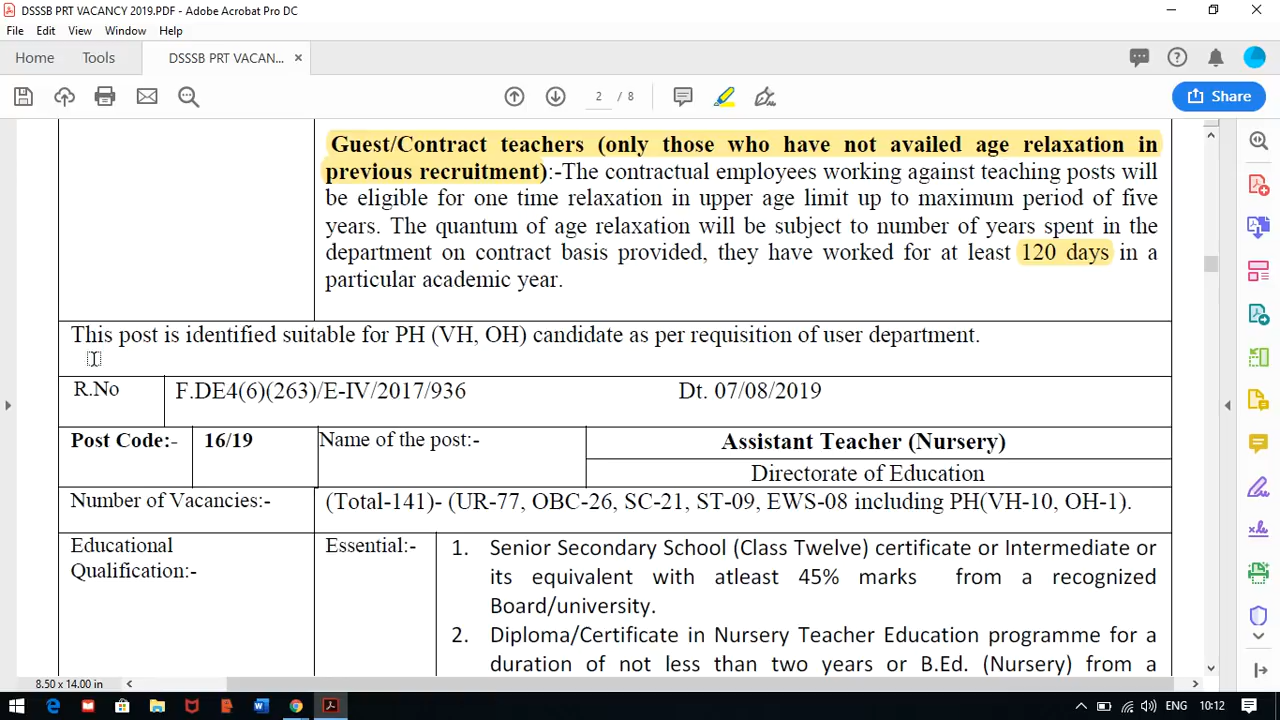 DSSSB PRT VACANCY 2019.PDF - Adobe Acrobat Pro DC
File Edit View Window Help
Home Tools DSSSB PRT VACAN... ×
2 / 8 Share
Guest/Contract teachers (only those who have not availed age relaxation in
previous recruitment):-The contractual employees working against teaching posts will
be eligible for one time relaxation in upper age limit up to maximum period of five
years. The quantum of age relaxation will be subject to number of years spent in the
department on contract basis provided, they have worked for at least 120 days in a
particular academic year.
This post is identified suitable for PH (VH, OH) candidate as per requisition of user department.
R.No F.DE4(6)(263)/E-IV/2017/936 Dt. 07/08/2019
Post Code:- 16/19 Name of the post:- Assistant Teacher (Nursery)
Directorate of Education
Number of Vacancies:- (Total-141)- (UR-77, OBC-26, SC-21, ST-09, EWS-08 including PH(VH-10, OH-1).
Educational Essential:- 1. Senior Secondary School (Class Twelve) certificate or Intermediate or
Qualification:- its equivalent with atleast 45% marks from a recognized
Board/university.
2. Diploma/Certificate in Nursery Teacher Education programme for a
duration of not less than two years or B.Ed. (Nursery) from a
8.50 x 14.00 in
ENG 10:12